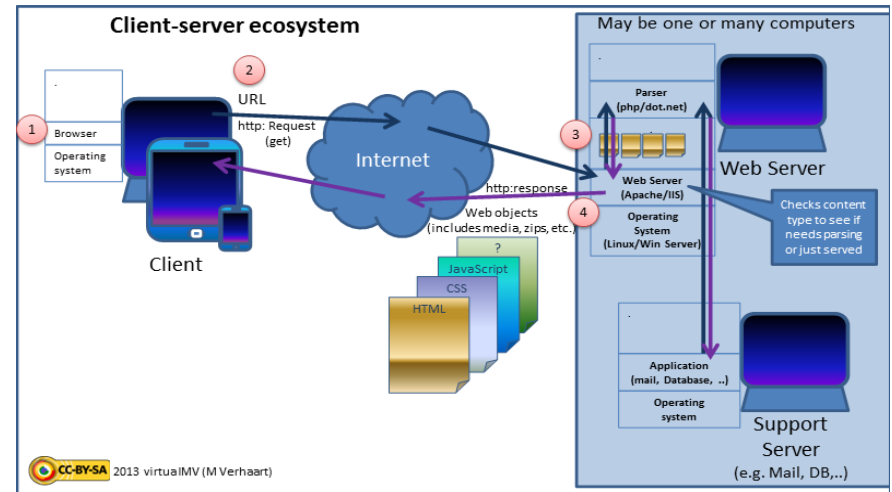 Client-server ecosystem
May be one or many computers
1
Browser
Operating
system
2
URL
http: Request
(get)
Internet
Client
http:response
Web objects
(includes media, zips, etc.)
?
JavaScript
CSS
HTML
3
4
Parser
(php/dot.net)
Web Server
(Apache/IIS)
Operating
System
(Linux/Win Server)
Web Server
Checks content
type to see if
needs parsing
or just served
Application
(mail, Database, ..)
Operating
system
Support
Server
(e.g. Mail, DB,..)
CC-BY-SA 2013 virtualMV (M Verhaart)